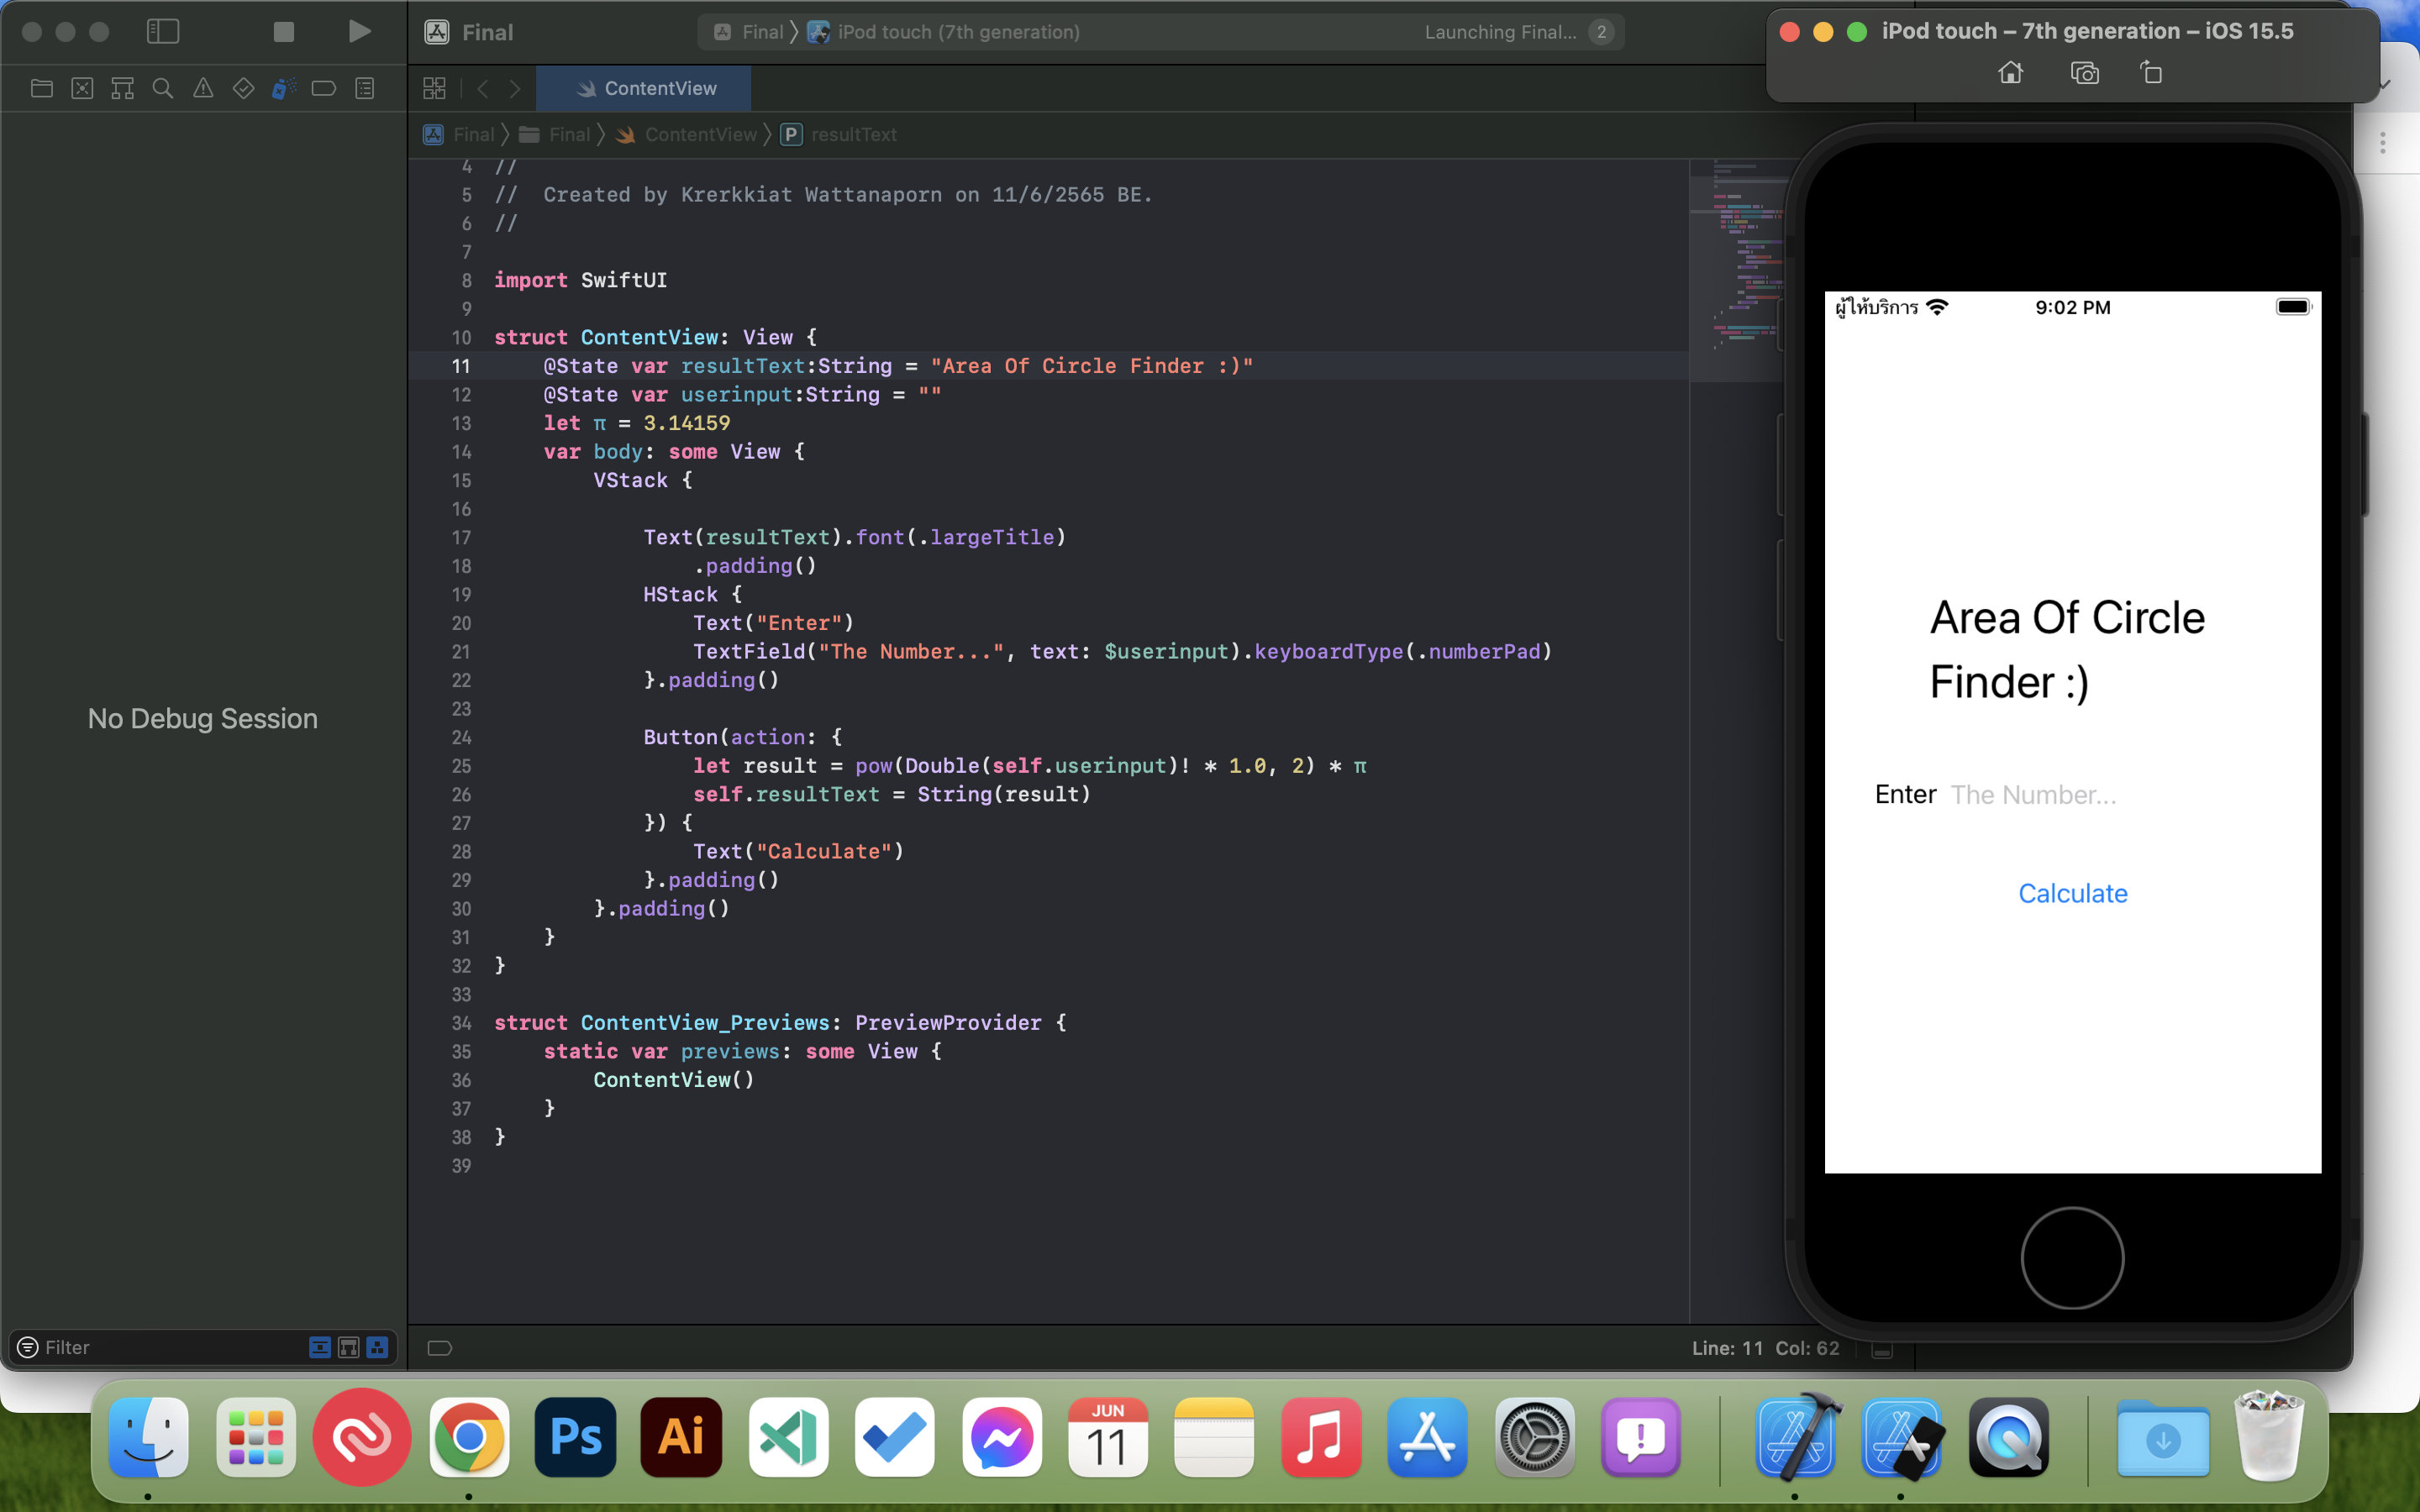 Final
Final
iPod touch (7th generation)
Launching Final...
2
iPod touch – 7th generation – iOS 15.5
ContentView
Final
Final
ContentView
P
resultText
4 //
5 //  Created by Krerkkiat Wattanaporn on 11/6/2565 BE.
6 //
7
8 import SwiftUI
9
10 struct ContentView: View {
11     @State var resultText:String = "Area Of Circle Finder :)"
12     @State var userinput:String = ""
13     let π = 3.14159
14     var body: some View {
15         VStack {
16
17             Text(resultText).font(.largeTitle)
18                 .padding()
19             HStack {
20                 Text("Enter")
21                 TextField("The Number...", text: $userinput).keyboardType(.numberPad)
22             }.padding()
23
24             Button(action: {
25                 let result = pow(Double(self.userinput)! * 1.0, 2) * π
26                 self.resultText = String(result)
27             }) {
28                 Text("Calculate")
29             }.padding()
30         }.padding()
31     }
32 }
33
34 struct ContentView_Previews: PreviewProvider {
35     static var previews: some View {
36         ContentView()
37     }
38 }
39
No Debug Session
Filter
Line: 11 Col: 62
ผู้ให้บริการ
9:02 PM
Area Of Circle
Finder :)
Enter The Number...
Calculate
Ps
Ai
JUN
11